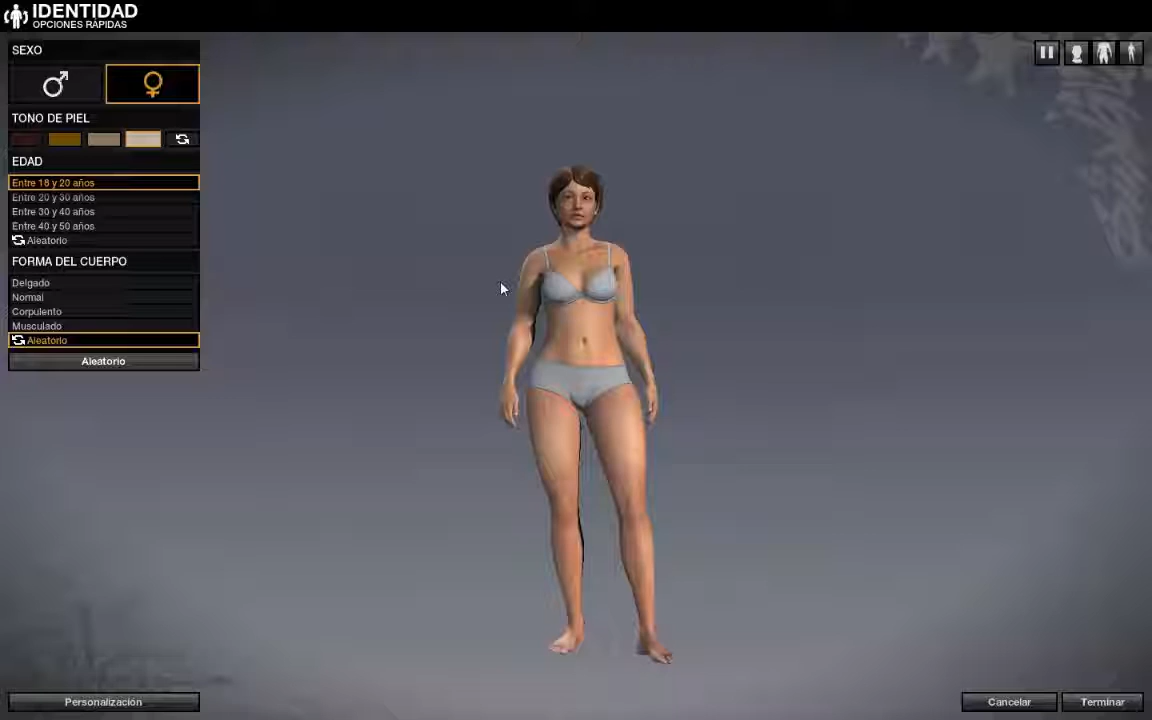 IDENTIDAD
OPCIONES RÁPIDAS
SEXO
TONO DE PIEL
EDAD
Entre 18 y 20 años
Entre 20 y 30 años
Entre 30 y 40 años
Entre 40 y 50 años
Aleatorio
FORMA DEL CUERPO
Delgado
Normal
Corpulento
Musculado
Aleatorio
Aleatorio
Personalización
Cancelar
Terminar